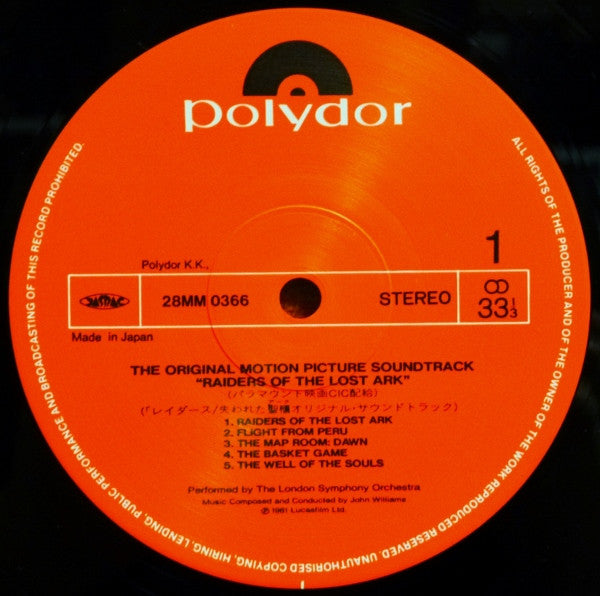 polydor
ALL RIGHTS OF THE PRODUCER AND OF THE OWNER OF THE WORK REPRODUCED RESERVED. UNAUTHORISED COPYING, HIRING, LENDING, PUBLIC PERFORMANCE AND BROADCASTING OF THIS RECORD PROHIBITED.
1
Polydor K.K.,
JASRAC
28MM 0366
STEREO
33 1/3
Made in Japan
THE ORIGINAL MOTION PICTURE SOUNDTRACK
"RAIDERS OF THE LOST ARK"
(パラマウント映画CIC配給)
(「レイダース/失われた聖櫃オリジナル・サウンドトラック)
1. RAIDERS OF THE LOST ARK
2. FLIGHT FROM PERU
3. THE MAP ROOM: DAWN
4. THE BASKET GAME
5. THE WELL OF THE SOULS
Performed by The London Symphony Orchestra
Music Composed and Conducted by John Williams
℗ 1981 Lucasfilm Ltd.